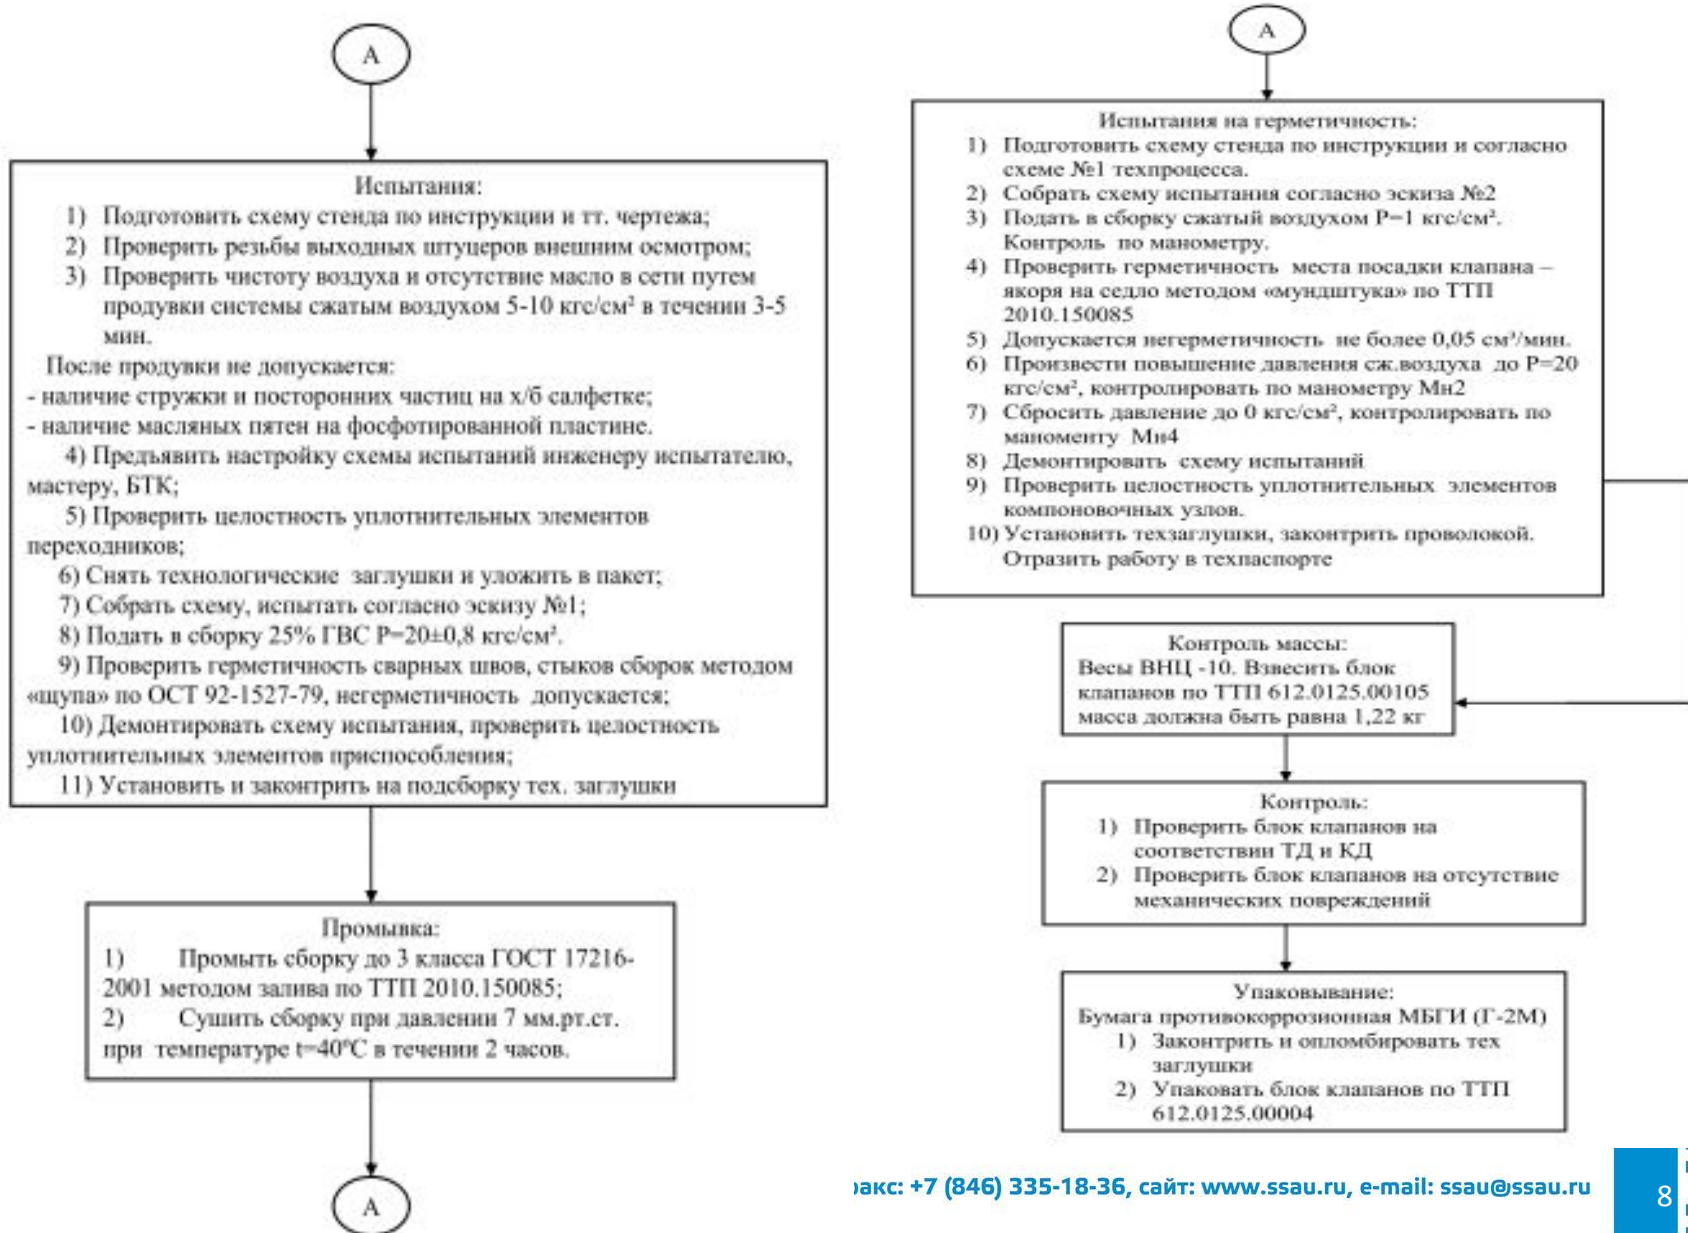 А
Испытания:
1) Подготовить схему стенда по инструкции и тт. чертежа;
2) Проверить резьбы выходных штуцеров внешним осмотром;
3) Проверить чистоту воздуха и отсутствие масло в сети путем
продувки системы сжатым воздухом 5-10 кгс/см² в течении 3-5
мин.
После продувки не допускается:
- наличие стружки и посторонних частиц на х/б салфетке;
- наличие масляных пятен на фосфотированной пластине.
4) Предъявить настройку схемы испытаний инженеру испытателю,
мастеру, БТК;
5) Проверить целостность уплотнительных элементов
переходников;
6) Снять технологические заглушки и уложить в пакет;
7) Собрать схему, испытать согласно эскизу №1;
8) Подать в сборку 25% ГВС Р=20±0,8 кгс/см².
9) Проверить герметичность сварных швов, стыков сборок методом
«щупа» по ОСТ 92-1527-79, негерметичность допускается;
10) Демонтировать схему испытания, проверить целостность
уплотнительных элементов приспособления;
11) Установить и законтрить на подсборку тех. заглушки
Промывка:
1) Промыть сборку до 3 класса ГОСТ 17216-
2001 методом залива по ТТП 2010.150085;
2) Сушить сборку при давлении 7 мм.рт.ст.
при температуре t=40ºС в течении 2 часов.
А
А
Испытания на герметичность:
1) Подготовить схему стенда по инструкции и согласно
схеме №1 техпроцесса.
2) Собрать схему испытания согласно эскиза №2
3) Подать в сборку сжатый воздухом Р=1 кгс/см².
Контроль по манометру.
4) Проверить герметичность места посадки клапана –
якоря на седло методом «мундштука» по ТТП
2010.150085
5) Допускается негерметичность не более 0,05 см³/мин.
6) Произвести повышение давления сж.воздуха до Р=20
кгс/см², контролировать по манометру Мн2
7) Сбросить давление до 0 кгс/см², контролировать по
маноменту Мн4
8) Демонтировать схему испытаний
9) Проверить целостность уплотнительных элементов
компоновочных узлов.
10) Установить техзаглушки, законтрить проволокой.
Отразить работу в техпаспорте
Контроль массы:
Весы ВНЦ -10. Взвесить блок
клапанов по ТТП 612.0125.00105
масса должна быть равна 1,22 кг
Контроль:
1) Проверить блок клапанов на
соответствии ТД и КД
2) Проверить блок клапанов на отсутствие
механических повреждений
Упаковывание:
Бумага противокоррозионная МБГИ (Г-2М)
1) Законтрить и опломбировать тех
заглушки
2) Упаковать блок клапанов по ТТП
612.0125.00004
акс: +7 (846) 335-18-36, сайт: www.ssau.ru, e-mail: ssau@ssau.ru
8